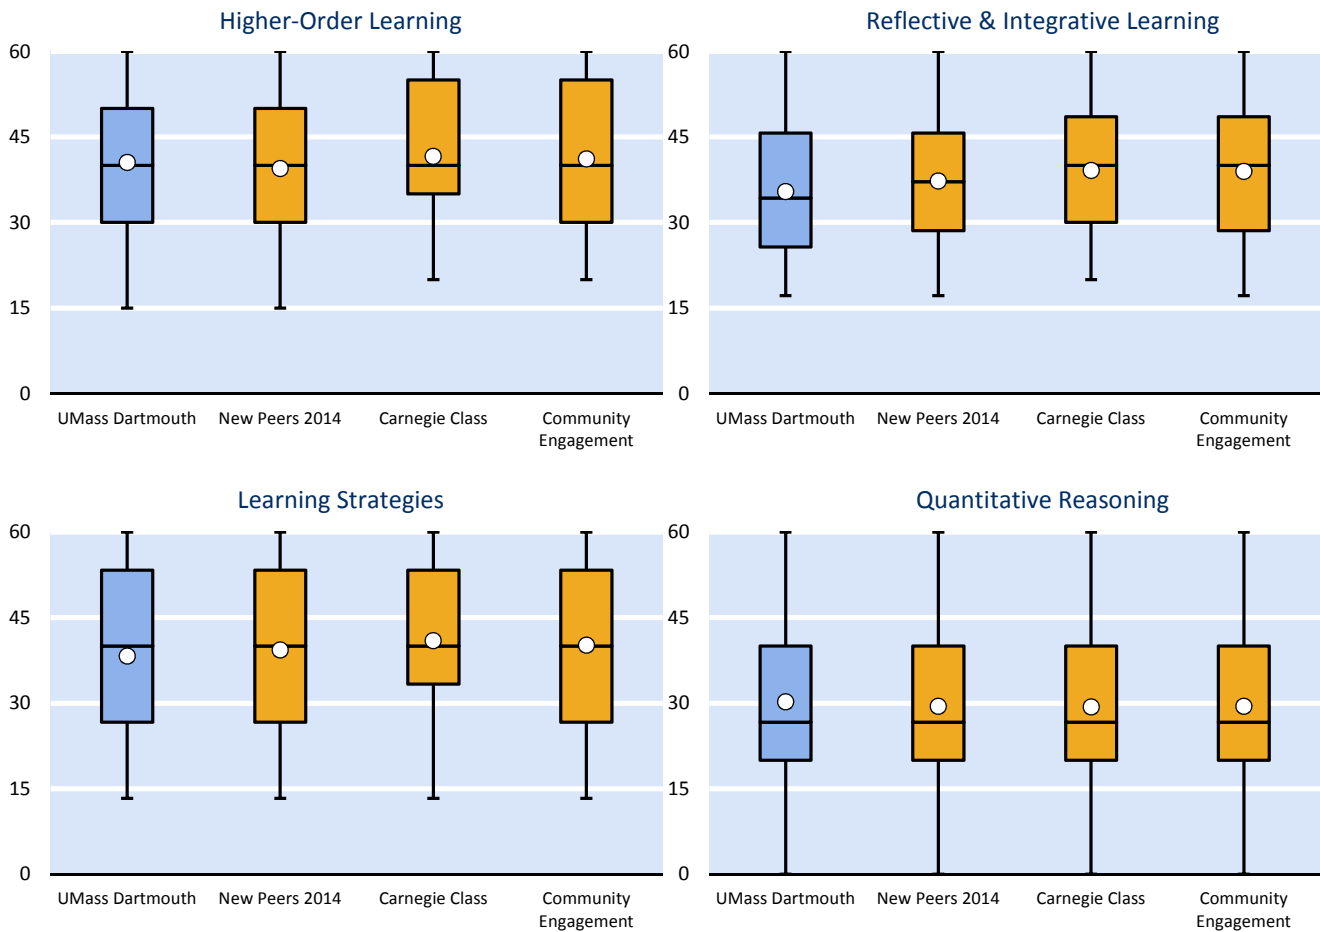 Higher-Order Learning
60
45
30
15
0
UMass Dartmouth
New Peers 2014
Carnegie Class
Community
Engagement
Reflective & Integrative Learning
60
45
30
15
0
UMass Dartmouth
New Peers 2014
Carnegie Class
Community
Engagement
Learning Strategies
60
45
30
15
0
UMass Dartmouth
New Peers 2014
Carnegie Class
Community
Engagement
Quantitative Reasoning
60
45
30
15
0
UMass Dartmouth
New Peers 2014
Carnegie Class
Community
Engagement